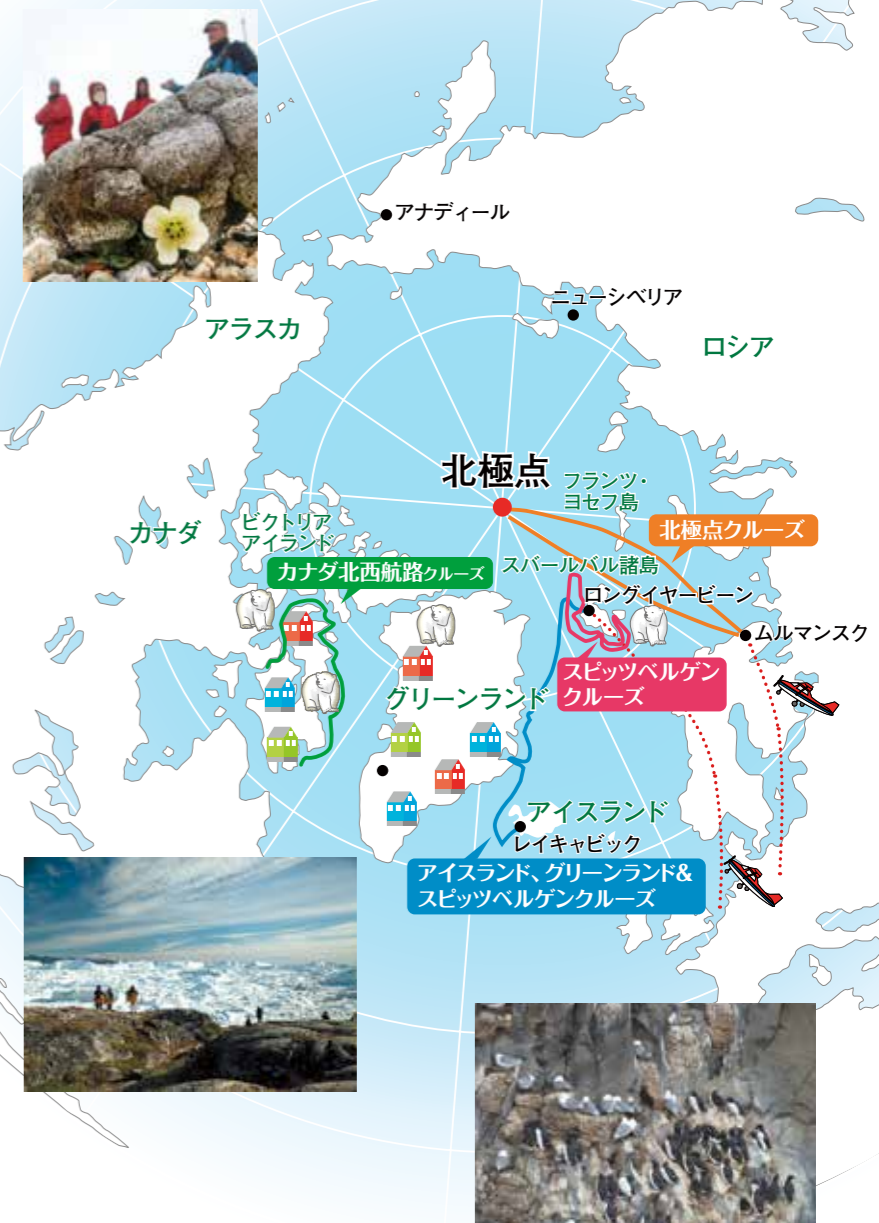 アナディール
ニューシベリア
アラスカ
ロシア
北極点
フランツ・
ヨセフ島
北極点クルーズ
カナダ
ビクトリア
アイランド
カナダ北西航路クルーズ
スバールバル諸島
ロングイヤービーン
ムルマンスク
スピッツベルゲン
クルーズ
グリーンランド
アイスランド
レイキャビック
アイスランド、グリーンランド&
スピッツベルゲンクルーズ